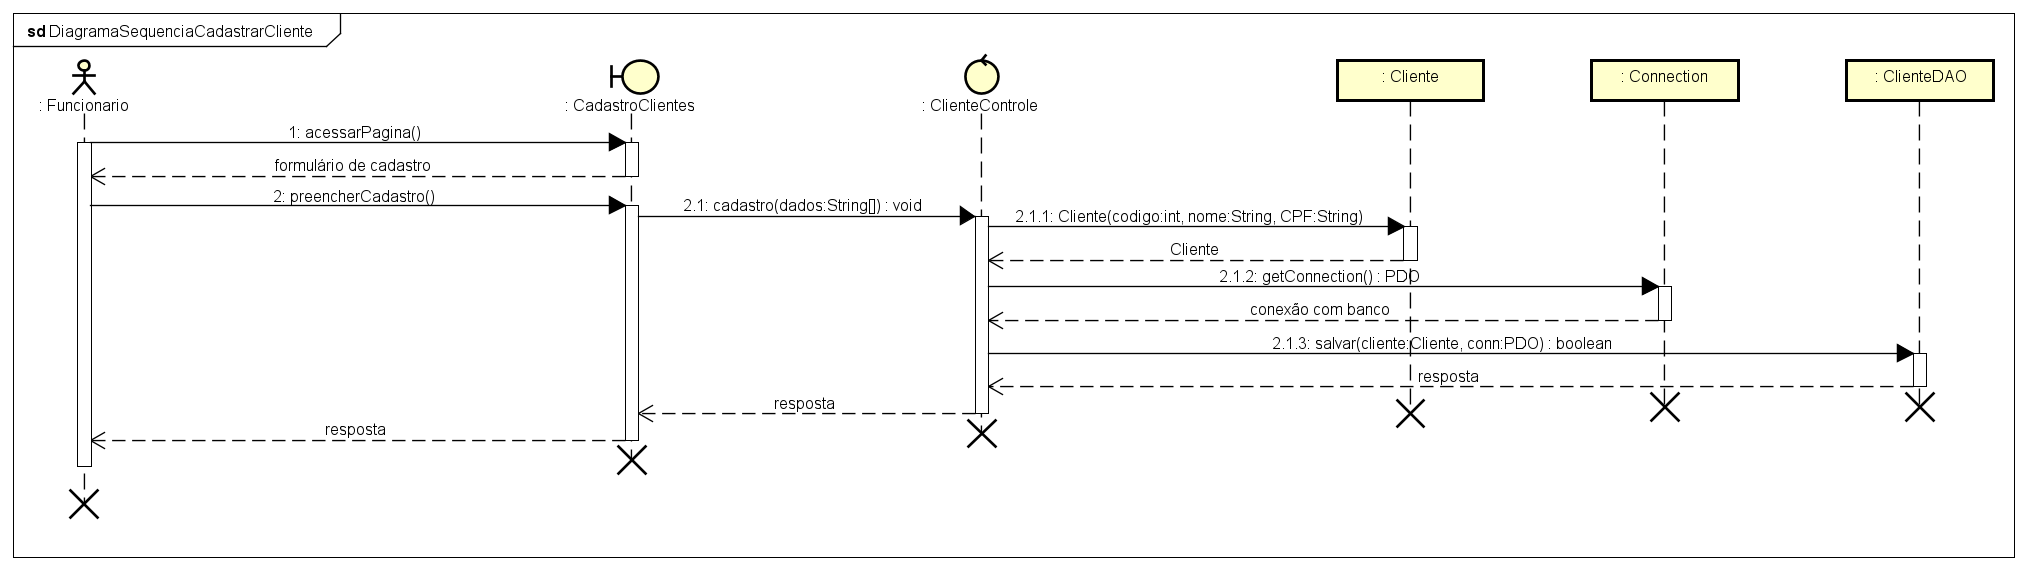 sd DiagramaSequenciaCadastrarCliente
: Funcionario
: CadastroClientes
: ClienteControle
: Cliente
: Connection
: ClienteDAO
1: acessarPagina()
formulário de cadastro
2: preencherCadastro()
2.1: cadastro(dados:String[]) : void
2.1.1: Cliente(codigo:int, nome:String, CPF:String)
Cliente
2.1.2: getConnection() : PDO
conexão com banco
2.1.3: salvar(cliente:Cliente, conn:PDO) : boolean
resposta
resposta
resposta